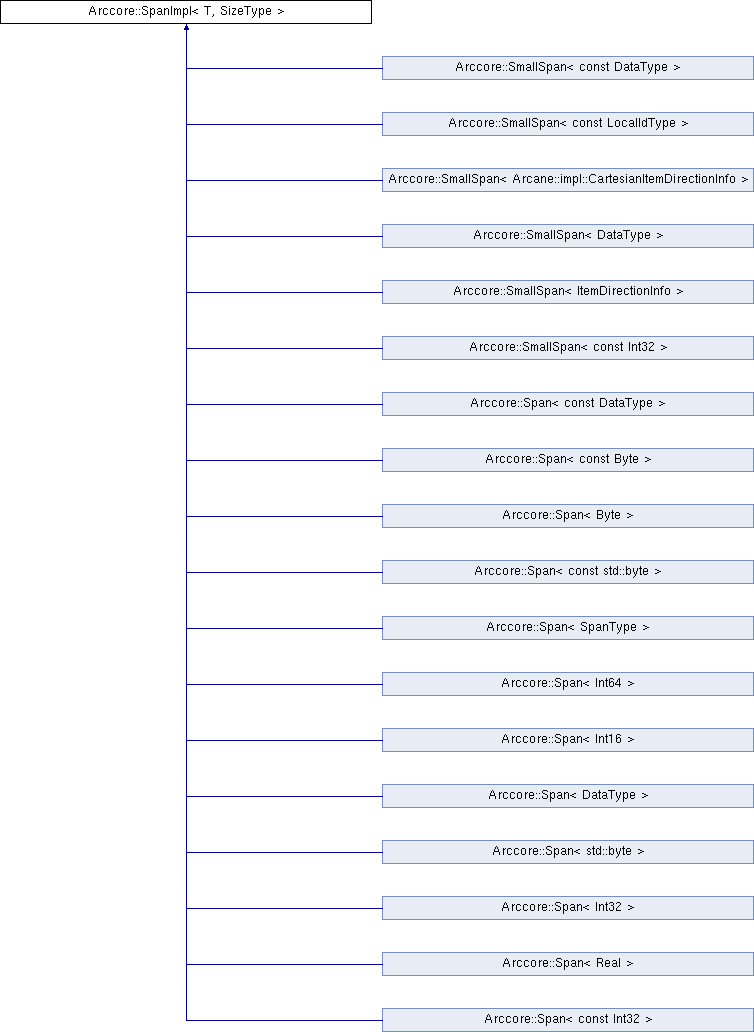 Arccore::SpanImpl< T, SizeType >
Arccore::SmallSpan< const DataType >
Arccore::SmallSpan< const LocalIdType >
Arccore::SmallSpan< Arcane::impl::CartesianItemDirectionInfo >
Arccore::SmallSpan< DataType >
Arccore::SmallSpan< ItemDirectionInfo >
Arccore::SmallSpan< const Int32 >
Arccore::Span< const DataType >
Arccore::Span< const Byte >
Arccore::Span< Byte >
Arccore::Span< const std::byte >
Arccore::Span< SpanType >
Arccore::Span< Int64 >
Arccore::Span< Int16 >
Arccore::Span< DataType >
Arccore::Span< std::byte >
Arccore::Span< Int32 >
Arccore::Span< Real >
Arccore::Span< const Int32 >